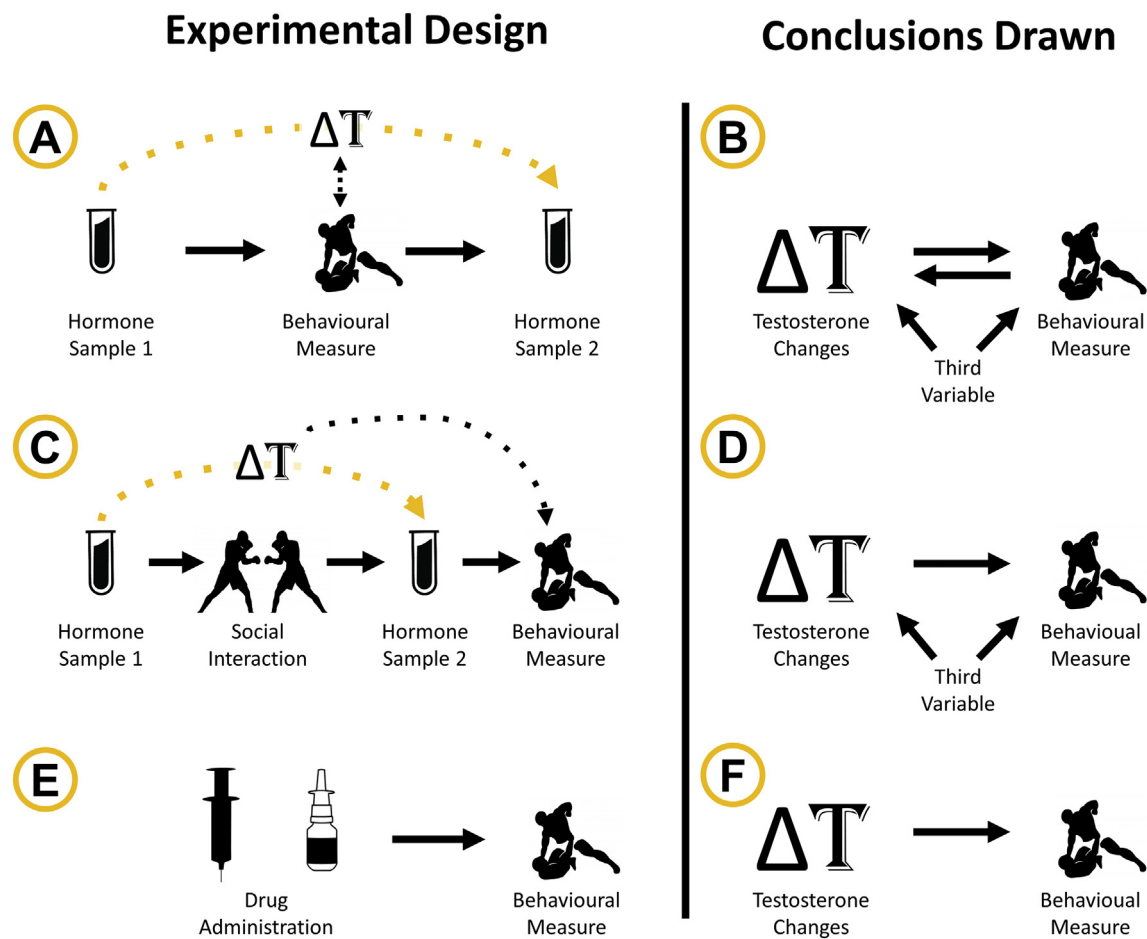 Experimental Design
Conclusions Drawn
A
ΔT
Hormone
Sample 1
Behavioural
Measure
Hormone
Sample 2
B
ΔT
Testosterone
Changes
Behavioural
Measure
Third
Variable
C
ΔT
Hormone
Sample 1
Social
Interaction
Hormone
Sample 2
Behavioural
Measure
D
ΔT
Testosterone
Changes
Behavioual
Measure
Third
Variable
E
Drug
Administration
Behavioural
Measure
F
ΔT
Testosterone
Changes
Behavioual
Measure